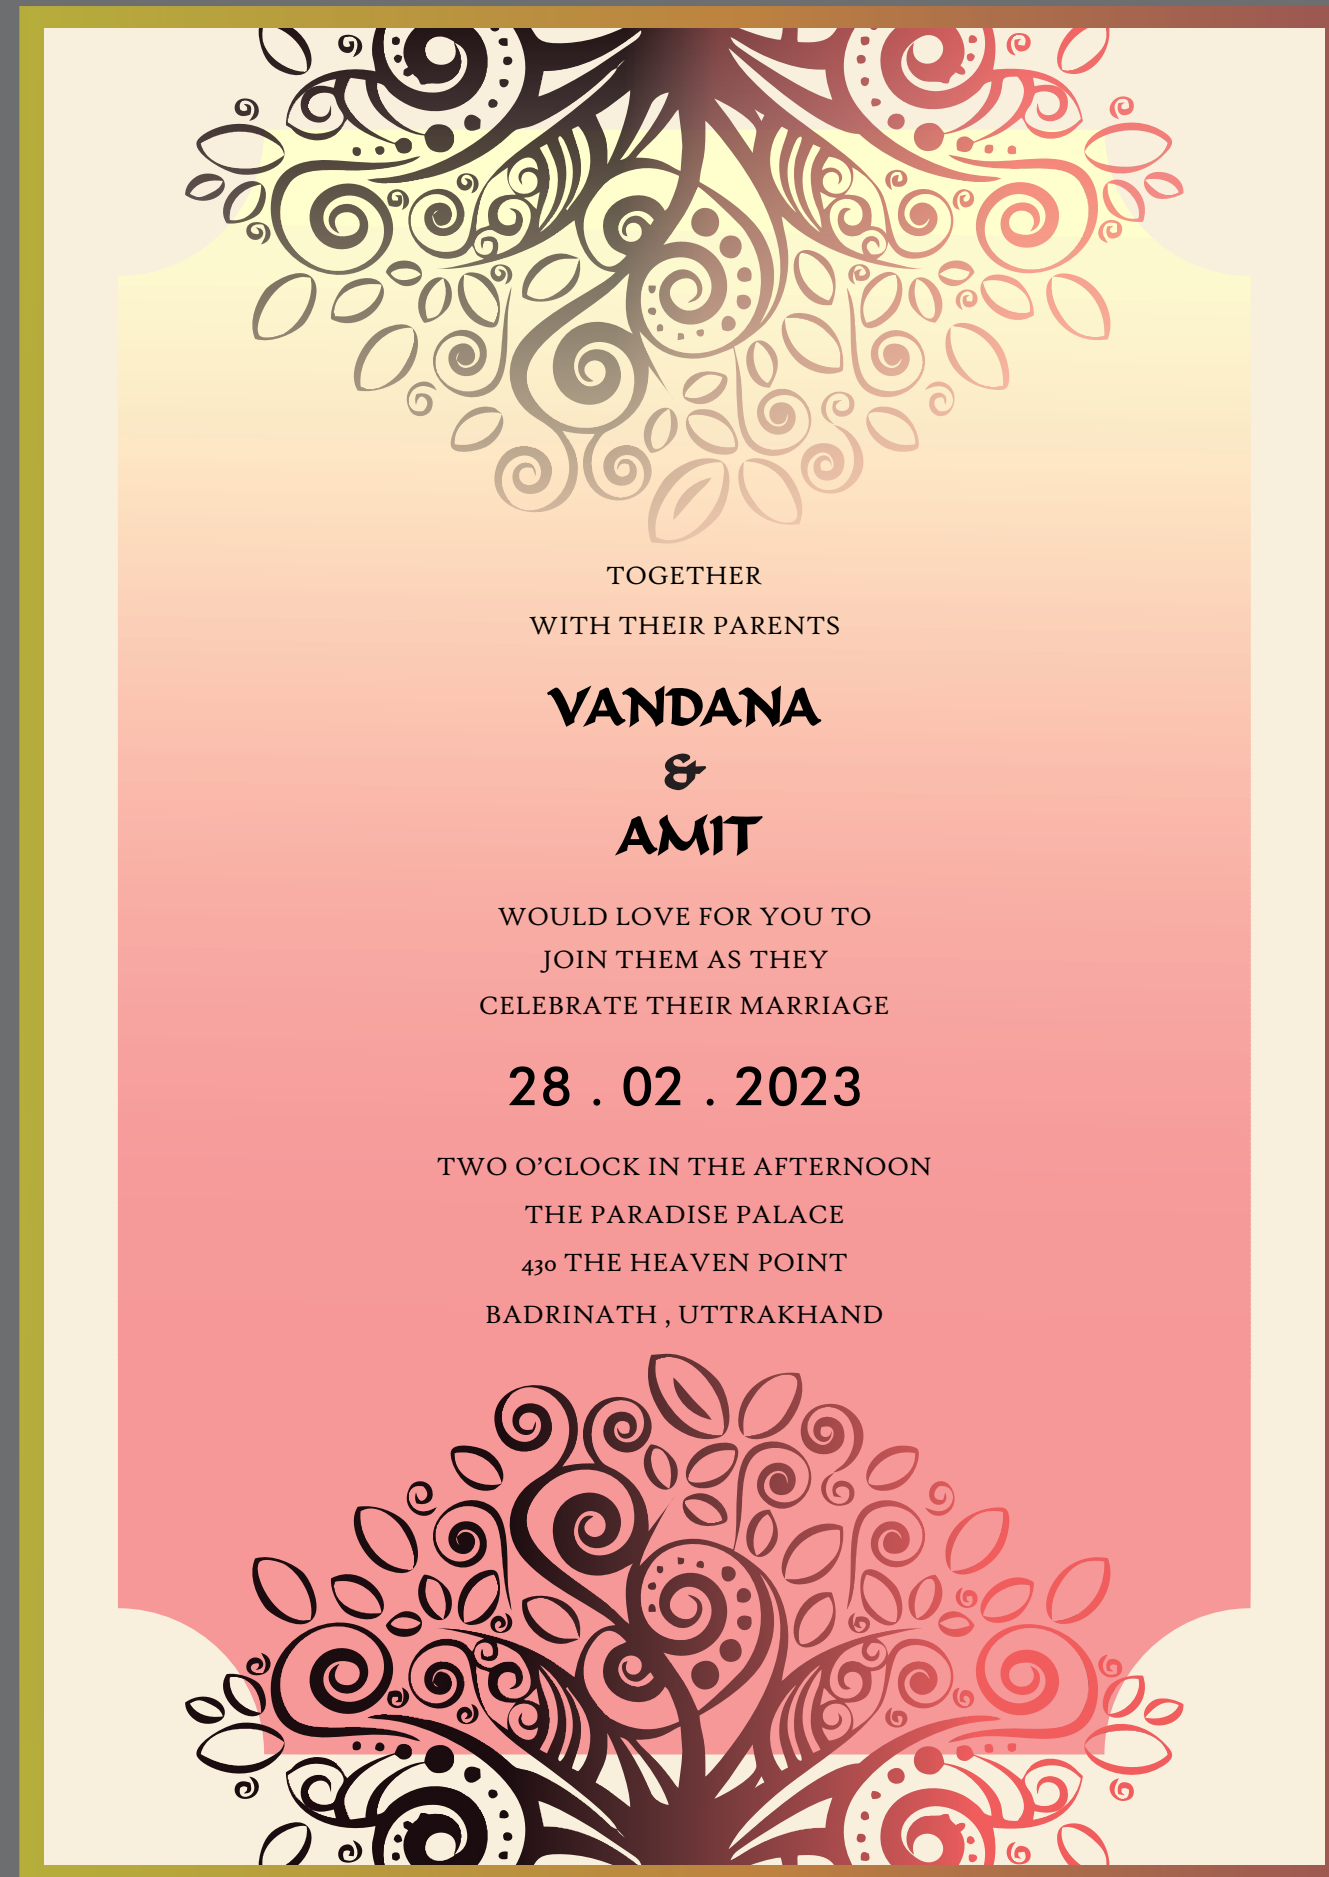 TOGETHER
WITH THEIR PARENTS
VANDANA
&
AMIT
WOULD LOVE FOR YOU TO
JOIN THEM AS THEY
CELEBRATE THEIR MARRIAGE
28 . 02 . 2023
TWO O’CLOCK IN THE AFTERNOON
THE PARADISE PALACE
430 THE HEAVEN POINT
BADRINATH , UTTRAKHAND